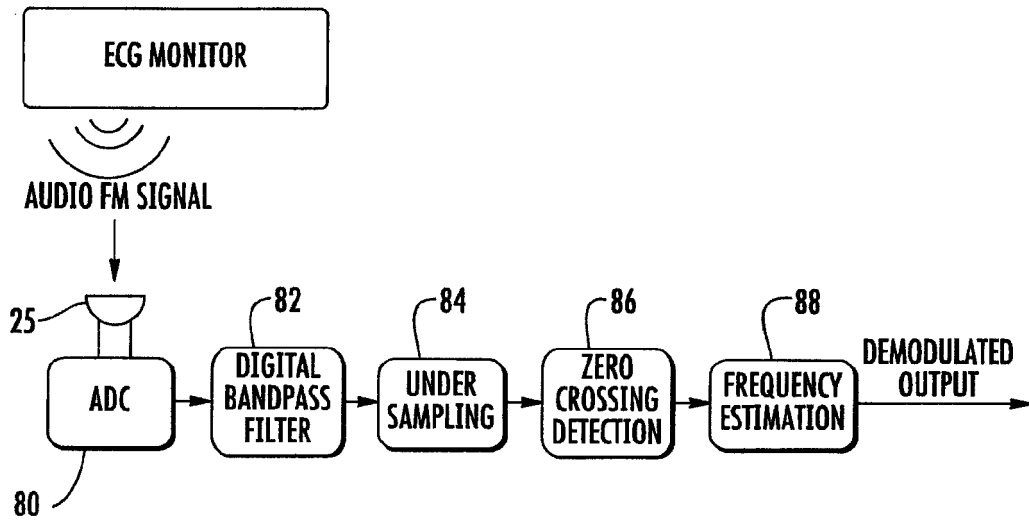 ECG MONITOR
AUDIO FM SIGNAL
25
82
84
86
88
ADC
DIGITAL
BANDPASS
FILTER
UNDER
SAMPLING
ZERO
CROSSING
DETECTION
FREQUENCY
ESTIMATION
DEMODULATED
OUTPUT
80